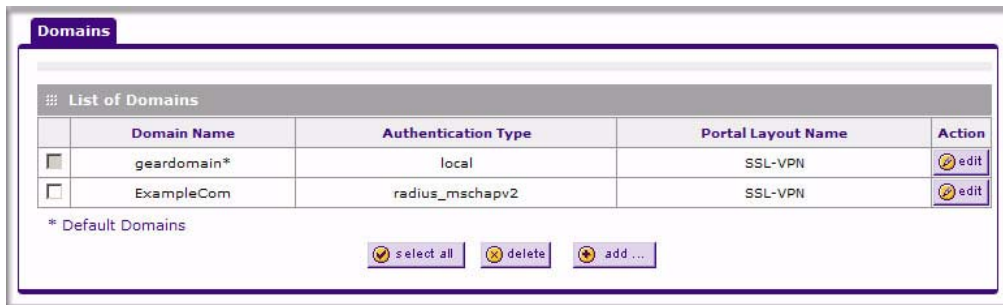 Domains
List of Domains
Domain Name Authentication Type Portal Layout Name Action
geardomain* local SSL-VPN edit
ExampleCom radius_mschapv2 SSL-VPN edit
* Default Domains
select all delete add ...